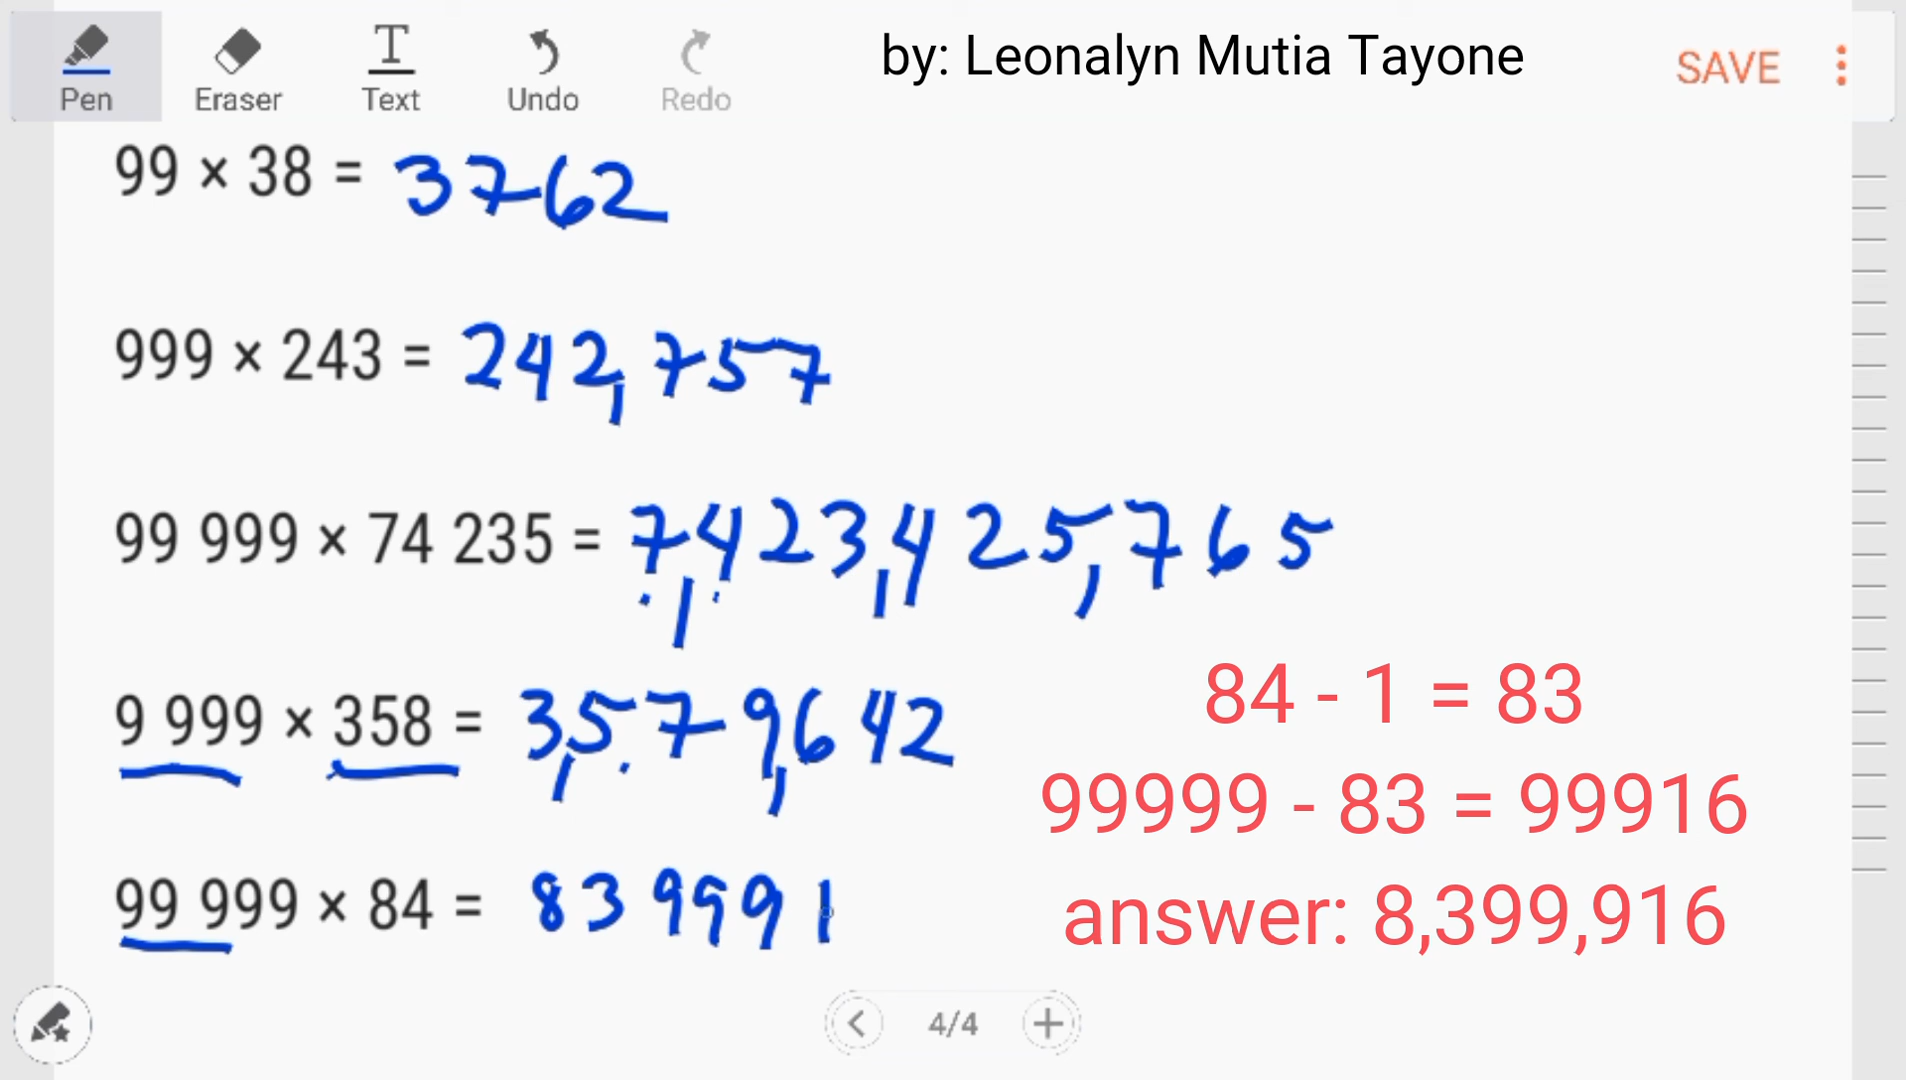 Pen Eraser Text Undo Redo by: Leonalyn Mutia Tayone SAVE
99 × 38 = 3762
999 × 243 = 242,757
99 999 × 74 235 = 7,423,425,765
9 999 × 358 = 3,579,642
84 - 1 = 83
99999 - 83 = 99916
99 999 × 84 = 839991
answer: 8,399,916
4/4